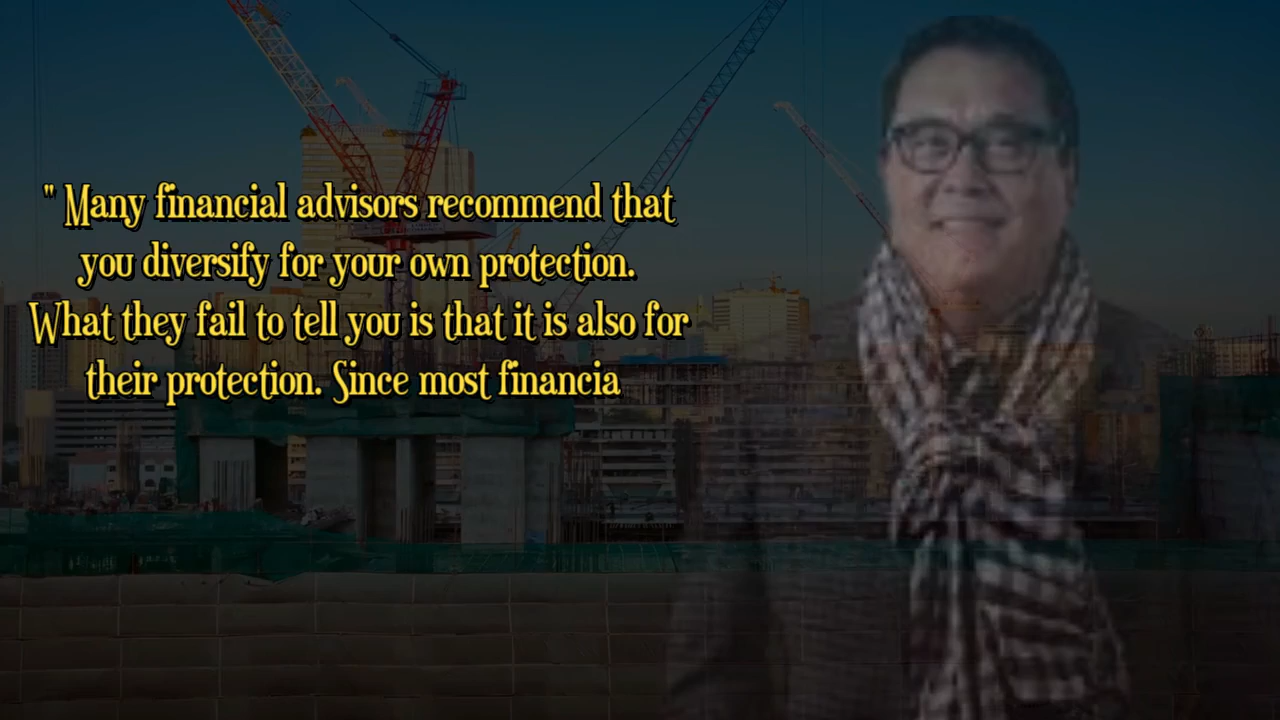 " Many financial advisors recommend that
you diversify for your own protection.
What they fail to tell you is that it is also for
their protection. Since most financia